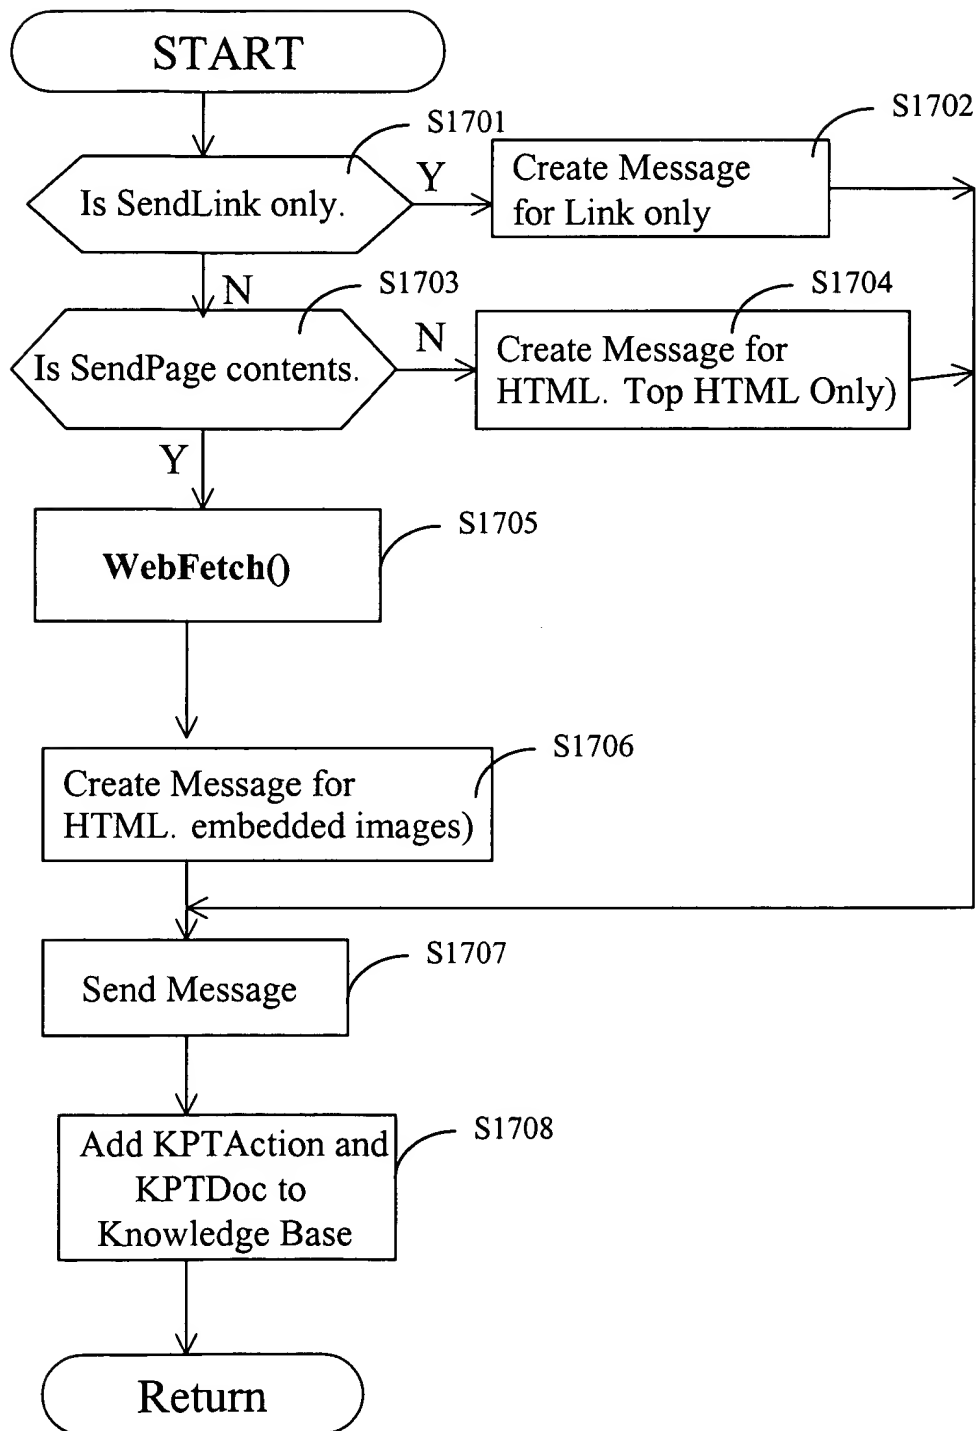 START
S1701
S1702
Is SendLink only.
Y
Create Message
for Link only
N
S1703
S1704
Is SendPage contents.
N
Create Message for
HTML. Top HTML Only)
Y
S1705
WebFetch()
S1706
Create Message for
HTML. embedded images)
S1707
Send Message
S1708
Add KPTAction and
KPTDoc to
Knowledge Base
Return